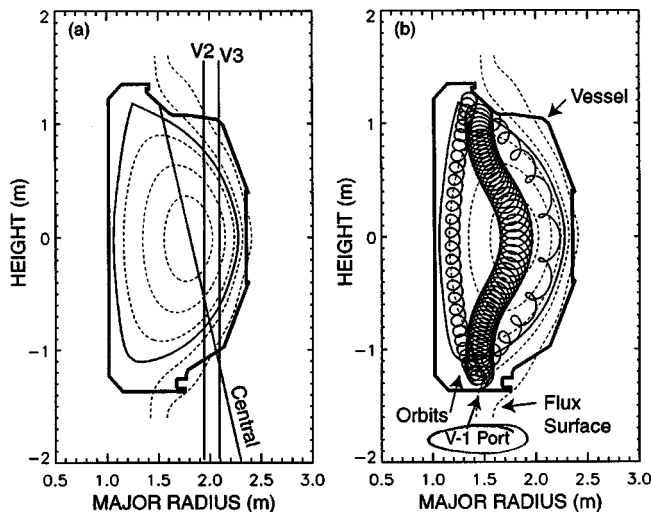 (a)
V2
V3
2
1
0
-1
-2
HEIGHT (m)
Central
0.5 1.0 1.5 2.0 2.5 3.0
MAJOR RADIUS (m)
(b)
Vessel
2
1
0
-1
-2
HEIGHT (m)
Orbits
Flux
Surface
V-1 Port
0.5 1.0 1.5 2.0 2.5 3.0
MAJOR RADIUS (m)